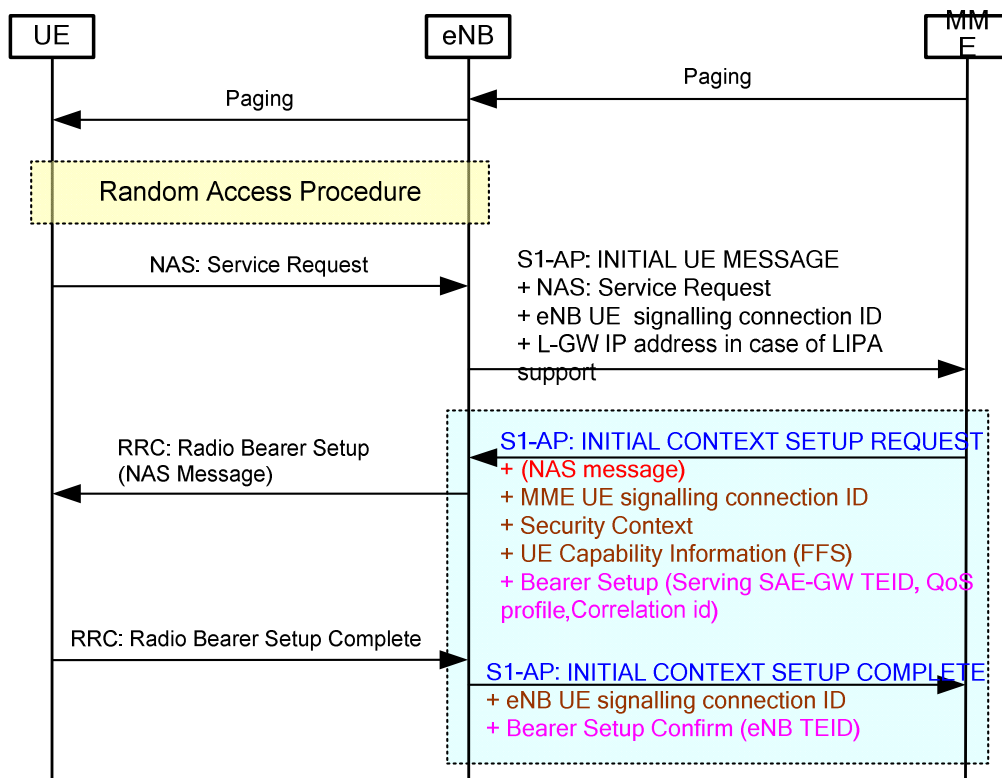 UE
eNB
MM
E
Paging
Paging
Random Access Procedure
NAS: Service Request
S1-AP: INITIAL UE MESSAGE
+ NAS: Service Request
+ eNB UE signalling connection ID
+ L-GW IP address in case of LIPA
support
RRC: Radio Bearer Setup
(NAS Message)
S1-AP: INITIAL CONTEXT SETUP REQUEST
+ (NAS message)
+ MME UE signalling connection ID
+ Security Context
+ UE Capability Information (FFS)
+ Bearer Setup (Serving SAE-GW TEID, QoS
profile,Correlation id)
RRC: Radio Bearer Setup Complete
S1-AP: INITIAL CONTEXT SETUP COMPLETE
+ eNB UE signalling connection ID
+ Bearer Setup Confirm (eNB TEID)